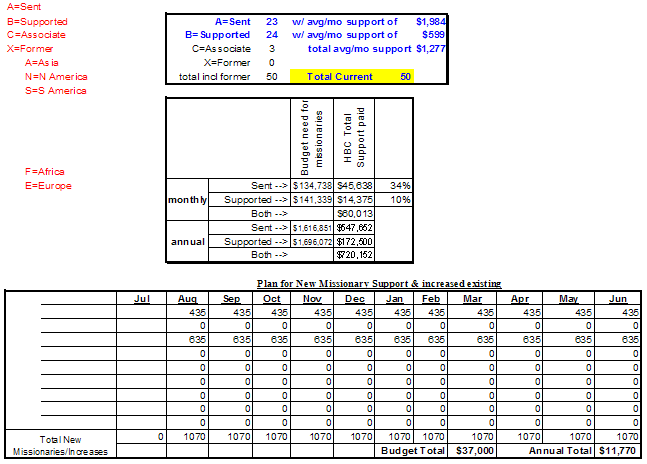 A=Sent
B=Supported
C=Associate
X=Former
A=Asia
N=N America
S=S America
F=Africa
E=Europe
A=Sent 23 w/ avg/mo support of $1,984
B= Supported 24 w/ avg/mo support of $599
C=Associate 3 total avg/mo support $1,277
X=Former 0
total incl former 50 Total Current 50
Budget need for missionaries
HBC Total Support paid
monthly
Sent --> $134,738 $45,638 34%
Supported --> $141,339 $14,375 10%
Both --> $60,013
annual
Sent --> $1,616,851 $547,652
Supported --> $1,696,072 $172,500
Both --> $720,152
Plan for New Missionary Support & increased existing
Jul Aug Sep Oct Nov Dec Jan Feb Mar Apr May Jun
435 435 435 435 435 435 435 435 435 435 435
0 0 0 0 0 0 0 0 0 0 0
635 635 635 635 635 635 635 635 635 635 635
0 0 0 0 0 0 0 0 0 0 0
0 0 0 0 0 0 0 0 0 0 0
0 0 0 0 0 0 0 0 0 0 0
0 0 0 0 0 0 0 0 0 0 0
0 0 0 0 0 0 0 0 0 0 0
0 0 0 0 0 0 0 0 0 0 0
Total New 0 1070 1070 1070 1070 1070 1070 1070 1070 1070 1070 1070
Missionaries/Increases Budget Total $37,000 Annual Total $11,770